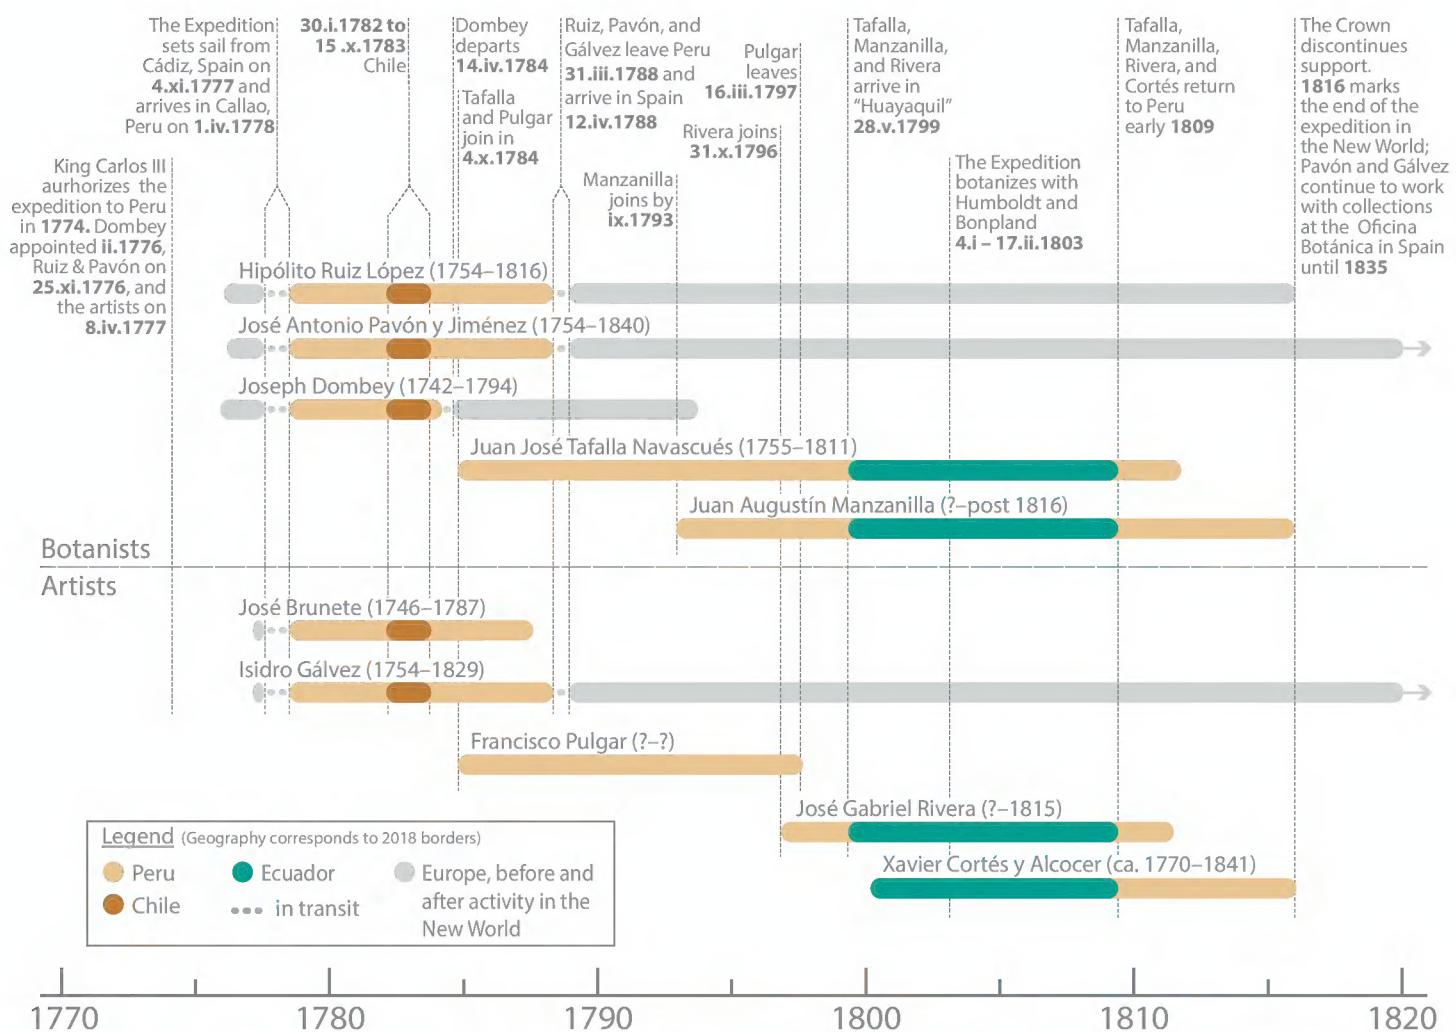 The Expedition
sets sail from
Cádiz, Spain on
4.xi.1777 and
arrives in Callao,
Peru on 1.iv.1778
30.i.1782 to
15 .x.1783
Chile
Dombey
departs
14.iv.1784
Tafalla
and Pulgar
join in
4.x.1784
Ruiz, Pavón, and
Gálvez leave Peru
31.iii.1788 and
arrive in Spain
12.iv.1788
Manzanilla
joins by
ix.1793
Pulgar
leaves
16.iii.1797
Rivera joins
31.x.1796
Tafalla,
Manzanilla,
and Rivera
arrive in
“Huayaquil”
28.v.1799
The Expedition
botanizes with
Humboldt and
Bonpland
4.i – 17.ii.1803
Tafalla,
Manzanilla,
Rivera, and
Cortés return
to Peru
early 1809
The Crown
discontinues
support.
1816 marks
the end of the
expedition in
the New World;
Pavón and Gálvez
continue to work
with collections
at the Oficina
Botánica in Spain
until 1835
King Carlos III
aurhorizes the
expedition to Peru
in 1774. Dombey
appointed ii.1776,
Ruiz & Pavón on
25.xi.1776, and
the artists on
8.iv.1777
Hipólito Ruiz López (1754–1816)
José Antonio Pavón y Jiménez (1754–1840)
Joseph Dombey (1742–1794)
Juan José Tafalla Navascués (1755–1811)
Juan Augustín Manzanilla (?–post 1816)
Botanists
Artists
José Brunete (1746–1787)
Isidro Gálvez (1754–1829)
Francisco Pulgar (?–?)
José Gabriel Rivera (?–1815)
Xavier Cortés y Alcocer (ca. 1770–1841)
Legend (Geography corresponds to 2018 borders)
Peru
Chile
Ecuador
in transit
Europe, before and
after activity in the
New World
1770 1780 1790 1800 1810 1820